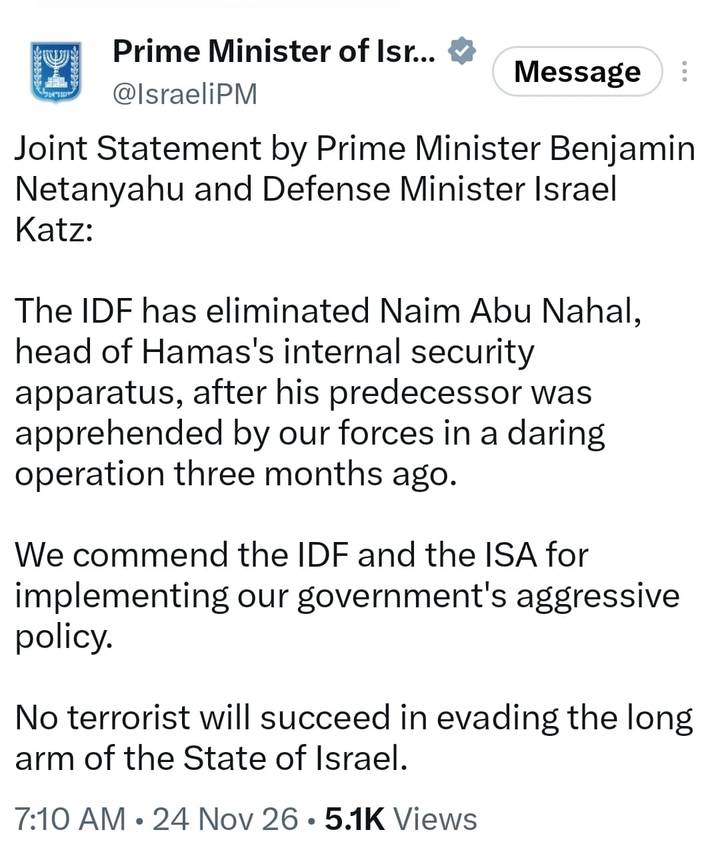 Prime Minister of Isr...
@IsraeliPM
Message
Joint Statement by Prime Minister Benjamin
Netanyahu and Defense Minister Israel
Katz:
The IDF has eliminated Naim Abu Nahal,
head of Hamas's internal security
apparatus, after his predecessor was
apprehended by our forces in a daring
operation three months ago.
We commend the IDF and the ISA for
implementing our government's aggressive
policy.
No terrorist will succeed in evading the long
arm of the State of Israel.
7:10 AM • 24 Nov 26 • 5.1K Views